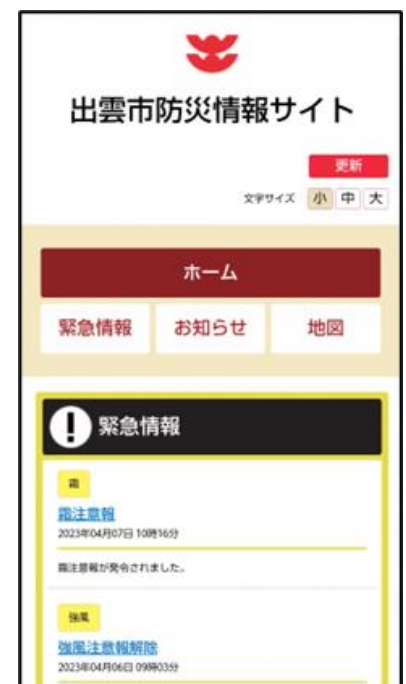 出雲市防災情報サイト
更新
文字サイズ 小 中 大
ホーム
緊急情報 お知らせ 地図
緊急情報
霜
霜注意報
2023年04月07日 10時16分
霜注意報が発令されました。
強風
強風注意報解除
2023年04月06日 09時03分